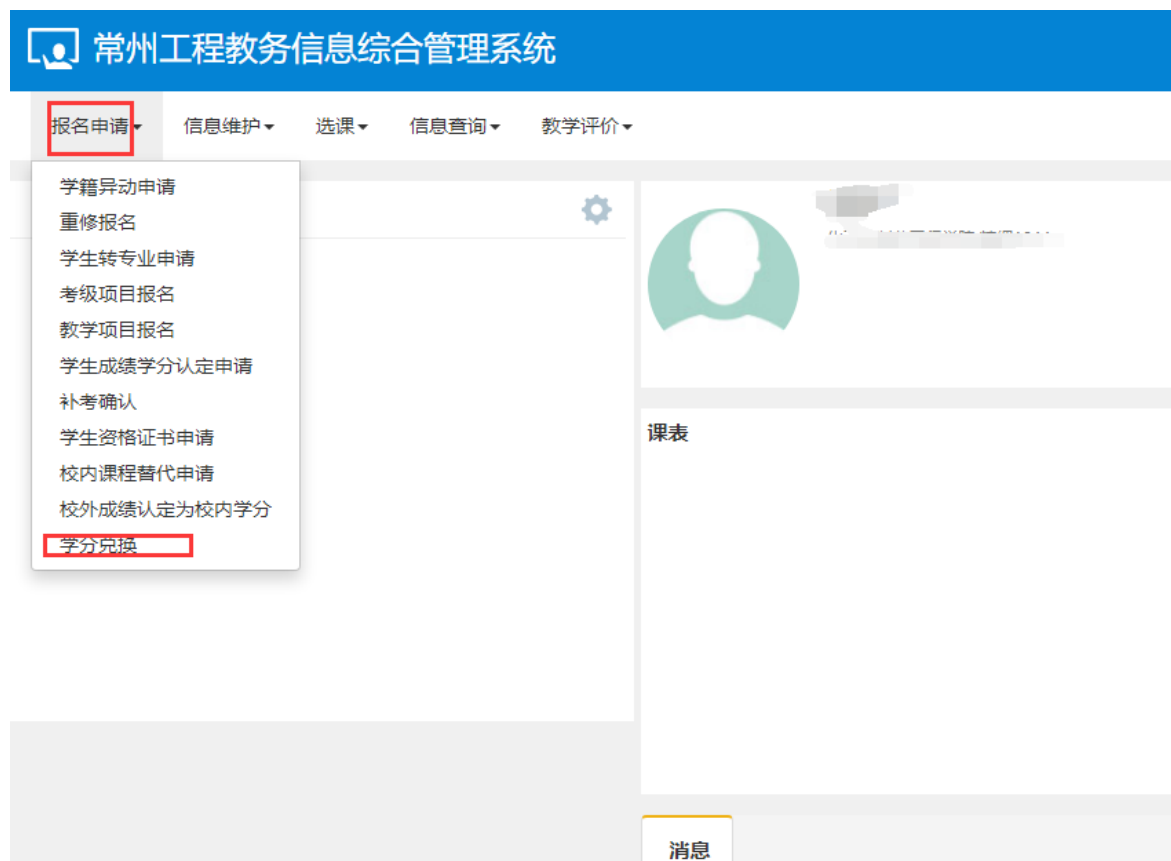 常州工程教务信息综合管理系统
报名申请 信息维护 选课 信息查询 教学评价
学籍异动申请
重修报名
学生转专业申请
考级项目报名
教学项目报名
学生成绩学分认定申请
补考确认
学生资格证书申请
校内课程替代申请
校外成绩认定为校内学分
学分兑换
课表
消息